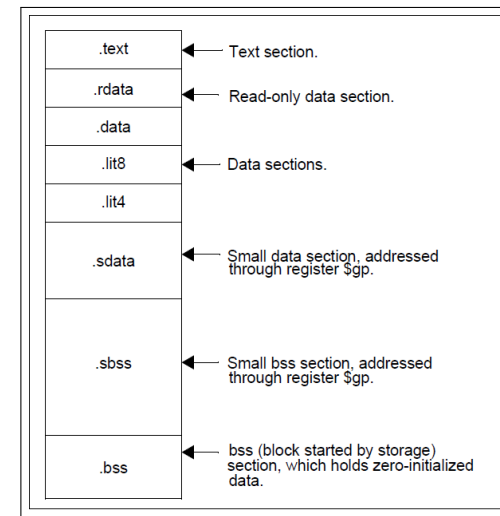 .text
Text section.
.rdata
Read-only data section.
.data
.lit8
Data sections.
.lit4
.sdata
Small data section, addressed
through register $gp.
.sbss
Small bss section, addressed
through register $gp.
.bss
bss (block started by storage)
section, which holds zero-initialized
data.